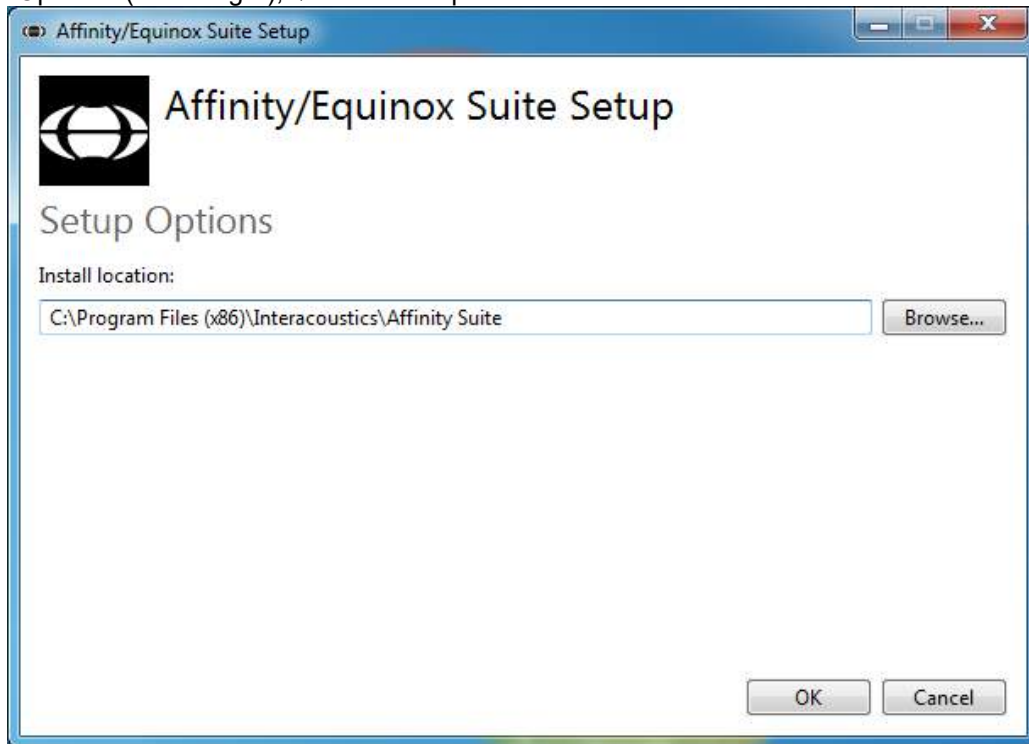 Affinity/Equinox Suite Setup
Affinity/Equinox Suite Setup
Setup Options
Install location:
C:\Program Files (x86)\Interacoustics\Affinity Suite
Browse...
OK
Cancel